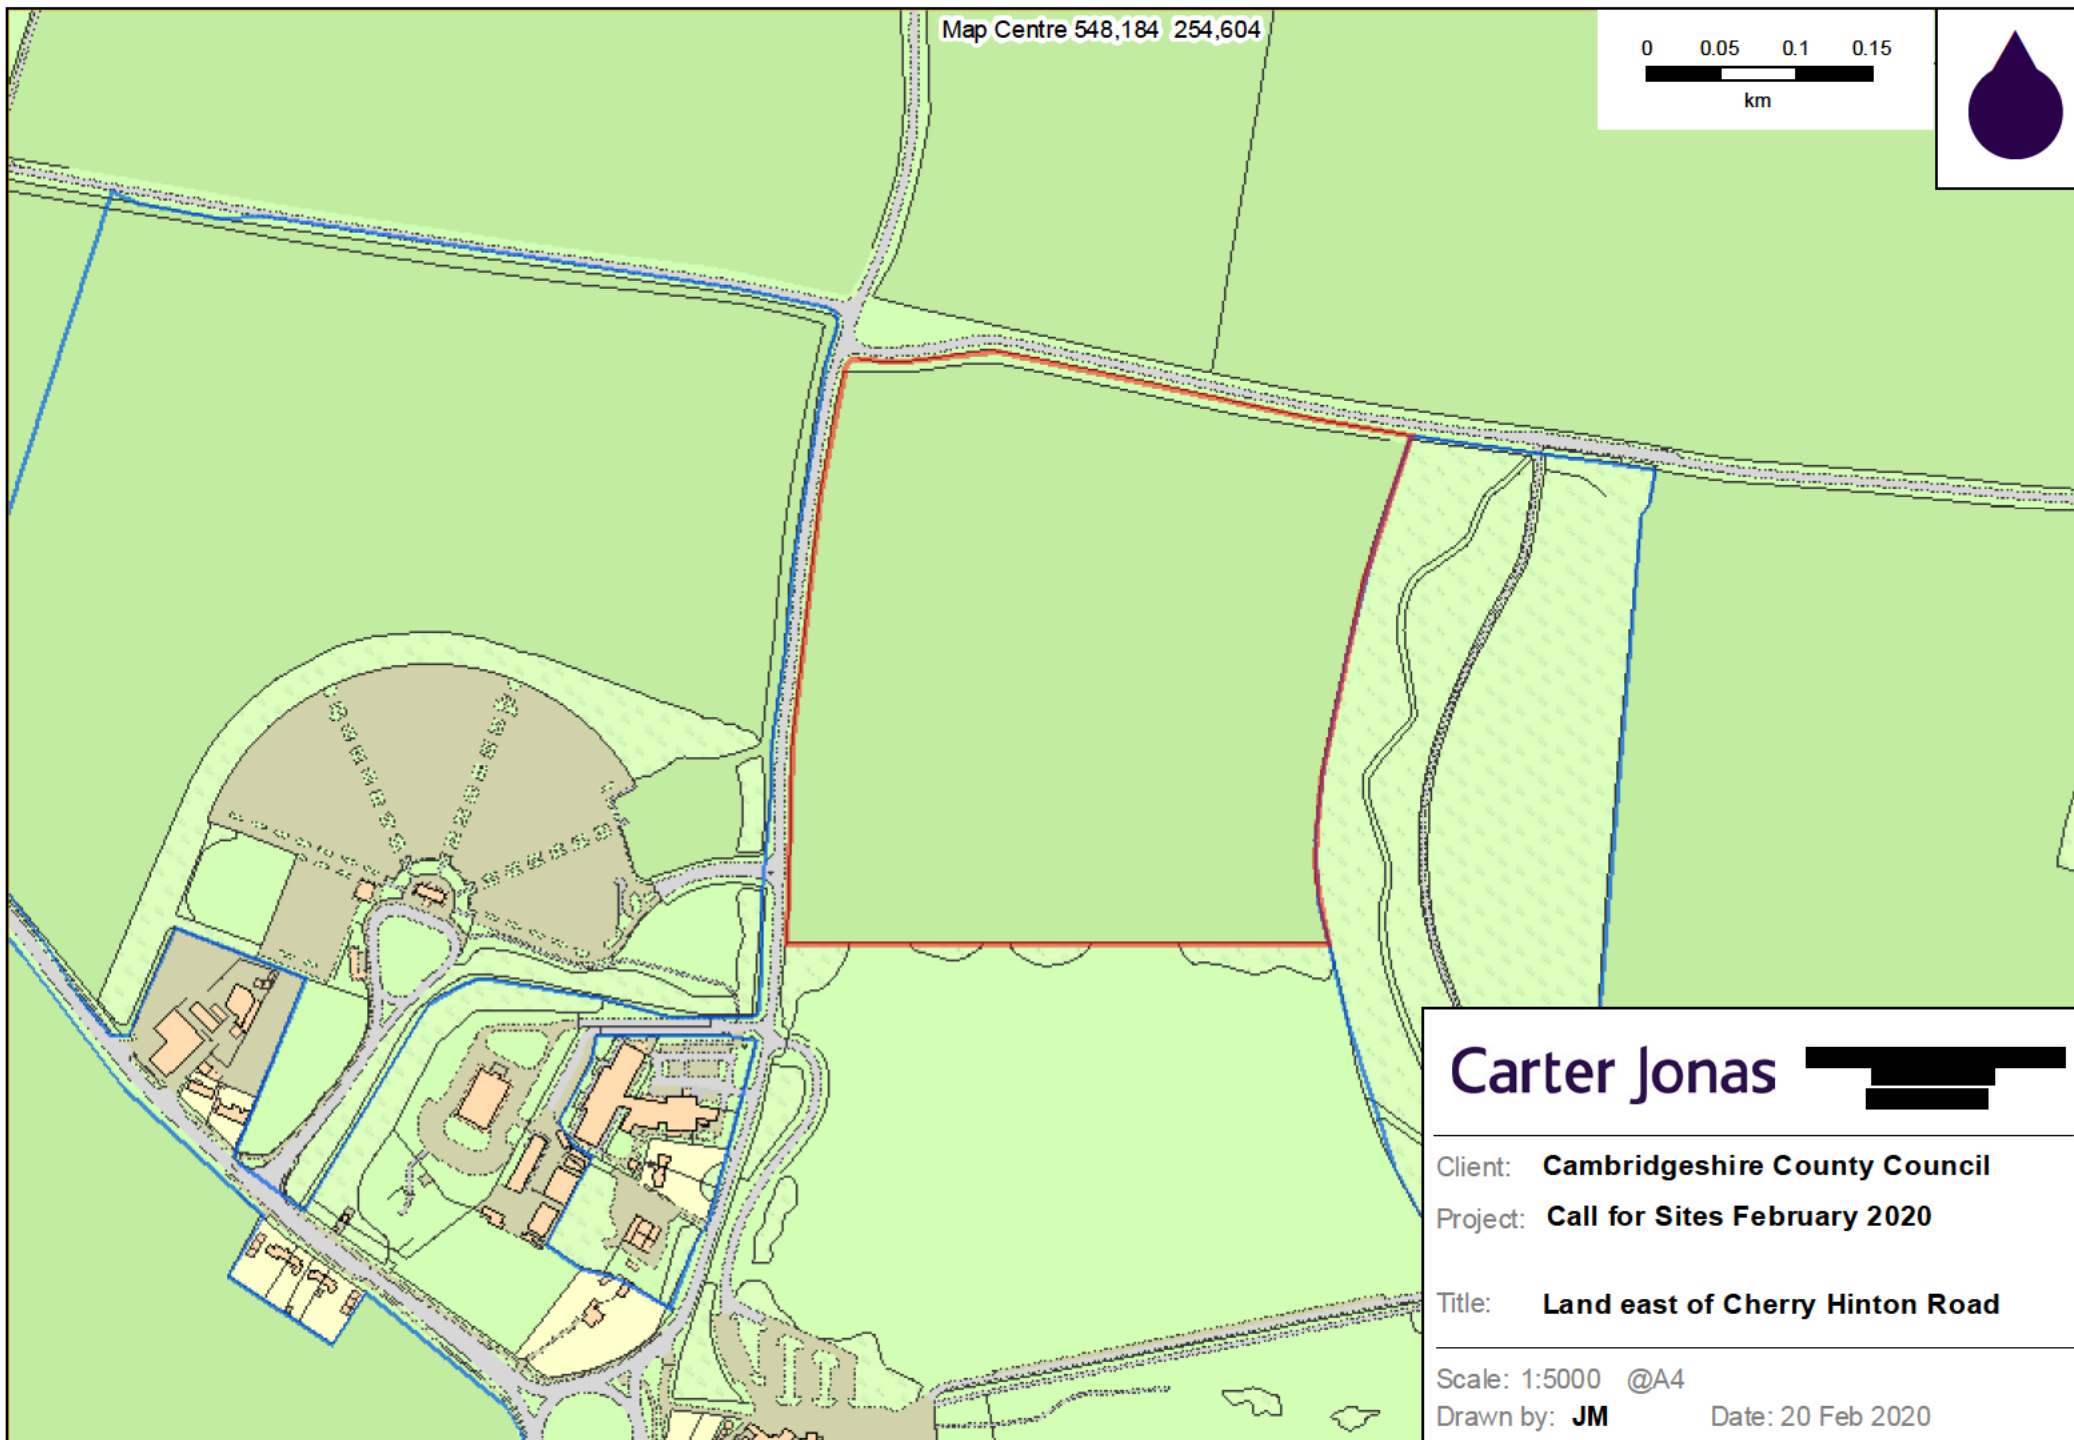 Map Centre 548,184 254,604
0 0.05 0.1 0.15
km
Carter Jonas
Client: Cambridgeshire County Council
Project: Call for Sites February 2020
Title: Land east of Cherry Hinton Road
Scale: 1:5000 @A4
Drawn by: JM Date: 20 Feb 2020